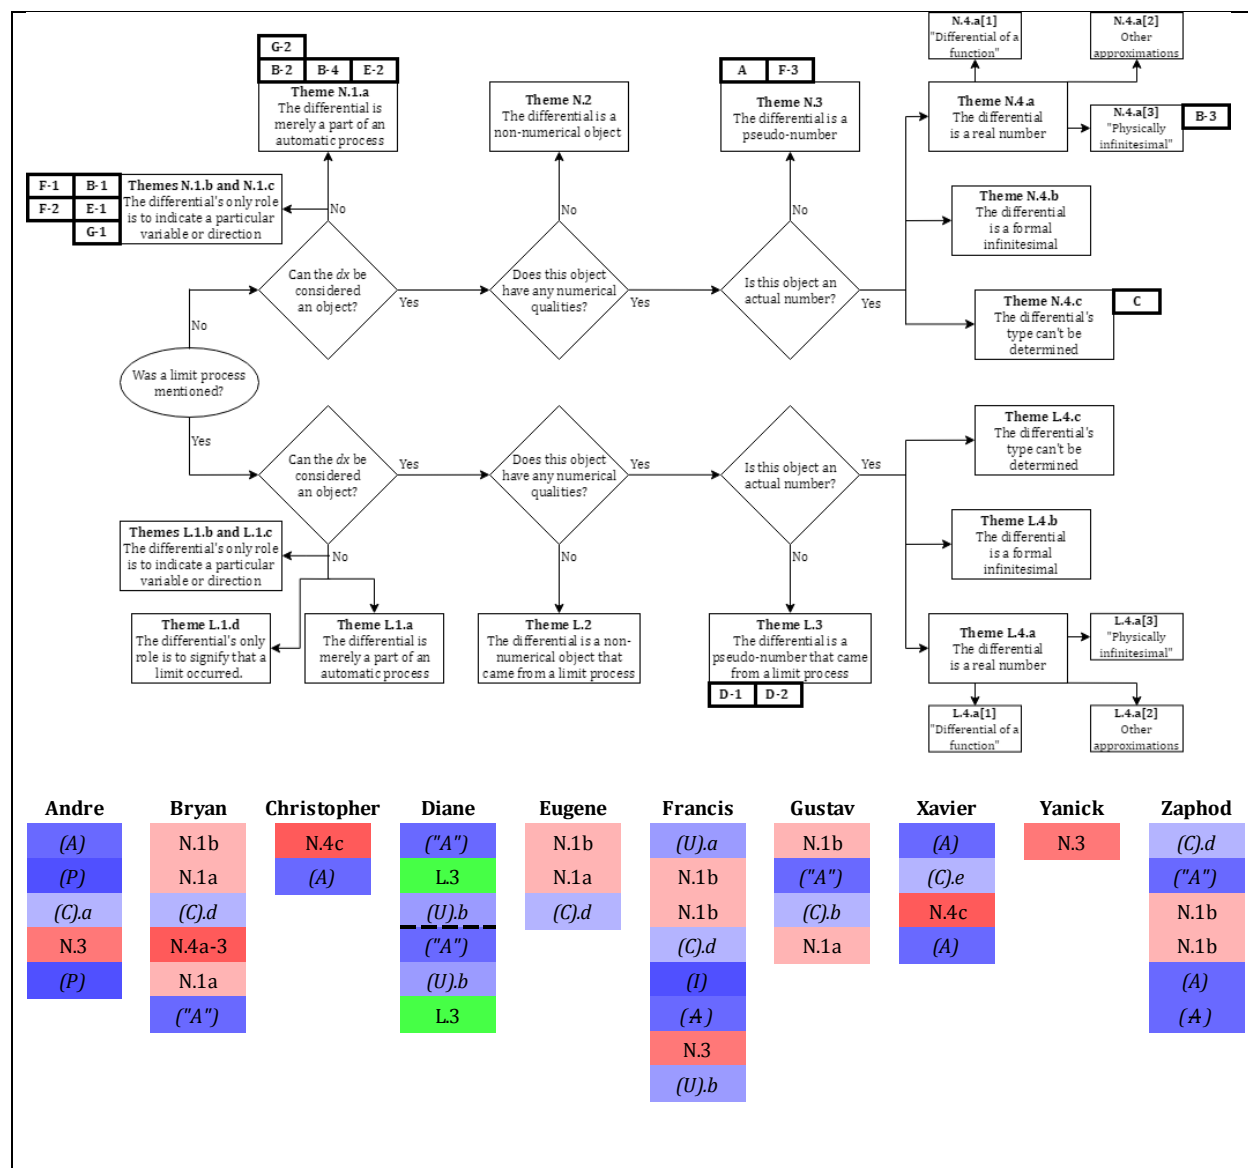 N.4.a[1]
"Differential of a
function"
N.4.a[2]
Other
approximations
G-2
B-2 B-4 E-2
Theme N.1.a
The differential is
merely a part of an
automatic process
Theme N.2
The differential is a
non-numerical object
A F-3
Theme N.3
The differential is a
pseudo-number
Theme N.4.a
The differential
is a real number
N.4.a[3]
"Physically
infinitesimal"
B-3
F-1 B-1
F-2 E-1
G-1
Themes N.1.b and N.1.c
The differential's only role
is to indicate a particular
variable or direction
No
No
No
Theme N.4.b
The differential
is a formal
infinitesimal
Can the dx be
considered
an object?
Yes
Does this object
have any numerical
qualities?
Yes
Is this object an
actual number?
Yes
Theme N.4.c
The differential's
type can't be
determined
C
No
Was a limit process
mentioned?
Yes
Can the dx be
considered
an object?
Yes
Does this object
have any numerical
qualities?
Yes
Is this object an
actual number?
Yes
Theme L.4.c
The differential's
type can't be
determined
Themes L.1.b and L.1.c
The differential's only role
is to indicate a particular
variable or direction
No
No
No
Theme L.4.b
The differential
is a formal
infinitesimal
Theme L.1.d
The differential's only
role is to signify that a
limit occurred.
Theme L.1.a
The differential is
merely a part of an
automatic process
Theme L.2
The differential is a non-
numerical object that
came from a limit process
Theme L.3
The differential is a
pseudo-number that came
from a limit process
D-1 D-2
Theme L.4.a
The differential
is a real number
L.4.a[3]
"Physically
infinitesimal"
L.4.a[1]
"Differential of a
function"
L.4.a[2]
Other
approximations
Andre Bryan Christopher Diane Eugene Francis Gustav Xavier Yanick Zaphod
(A) N.1b N.4c ("A") N.1b (U).a N.1b (A) N.3 (C).d
(P) N.1a (A) L.3 N.1a N.1b ("A") (C).e ("A")
(C).a (C).d (U).b (C).d N.1b (C).b N.4c N.1b
N.3 N.4a-3 ("A") (C).d N.1a (A) N.1b
(P) N.1a (U).b (I) (A)
("A") L.3 (A) (A)
N.3
(U).b